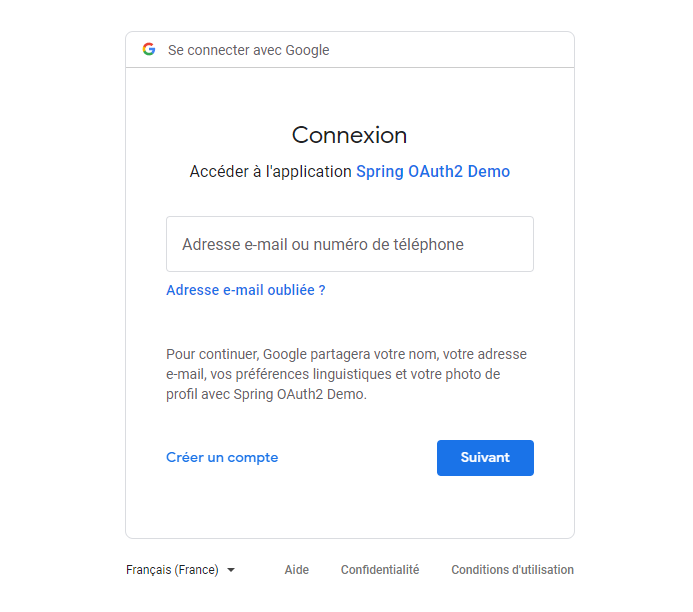 Se connecter avec Google
Connexion
Accéder à l'application Spring OAuth2 Demo
Adresse e-mail ou numéro de téléphone
Adresse e-mail oubliée ?
Pour continuer, Google partagera votre nom, votre adresse
e-mail, vos préférences linguistiques et votre photo de
profil avec Spring OAuth2 Demo.
Créer un compte
Suivant
Français (France)
Aide
Confidentialité
Conditions d'utilisation